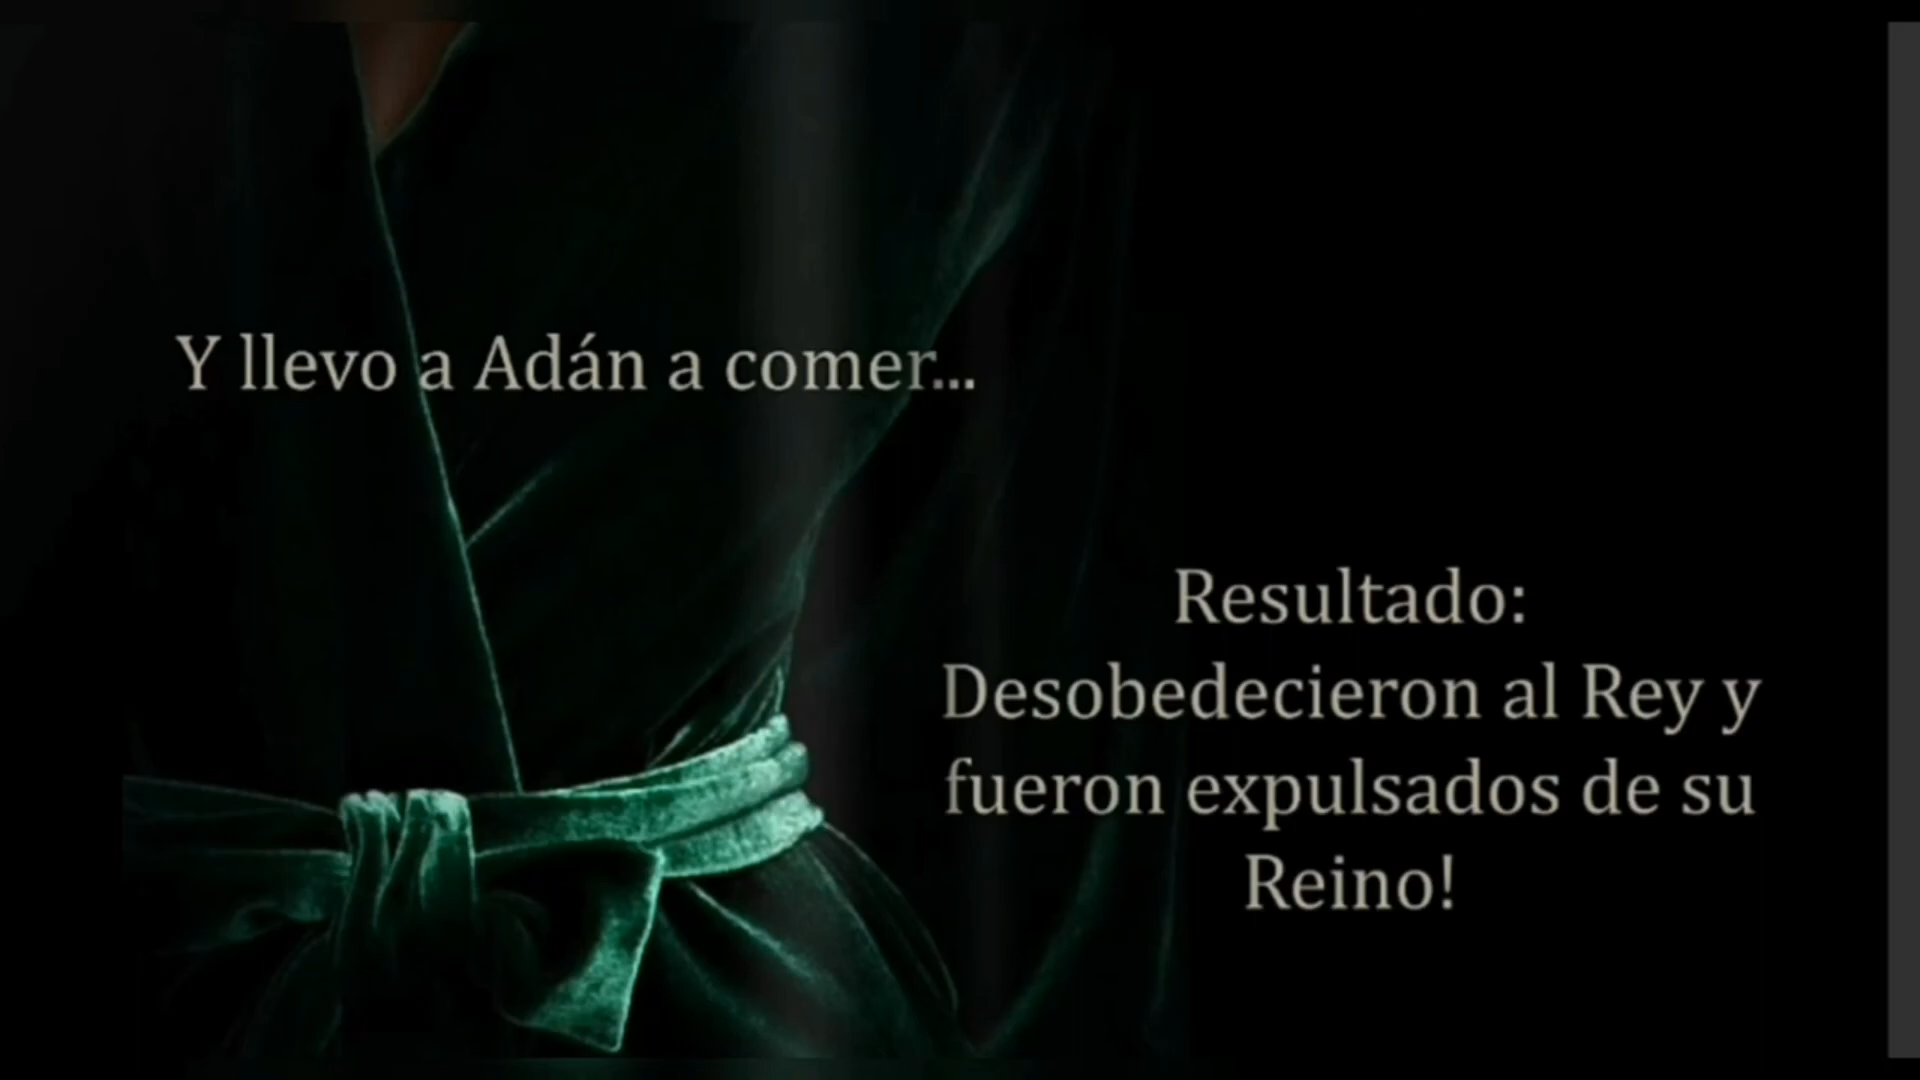 Y llevo a Adán a comer...
Resultado:
Desobedecieron al Rey y
fueron expulsados de su
Reino!